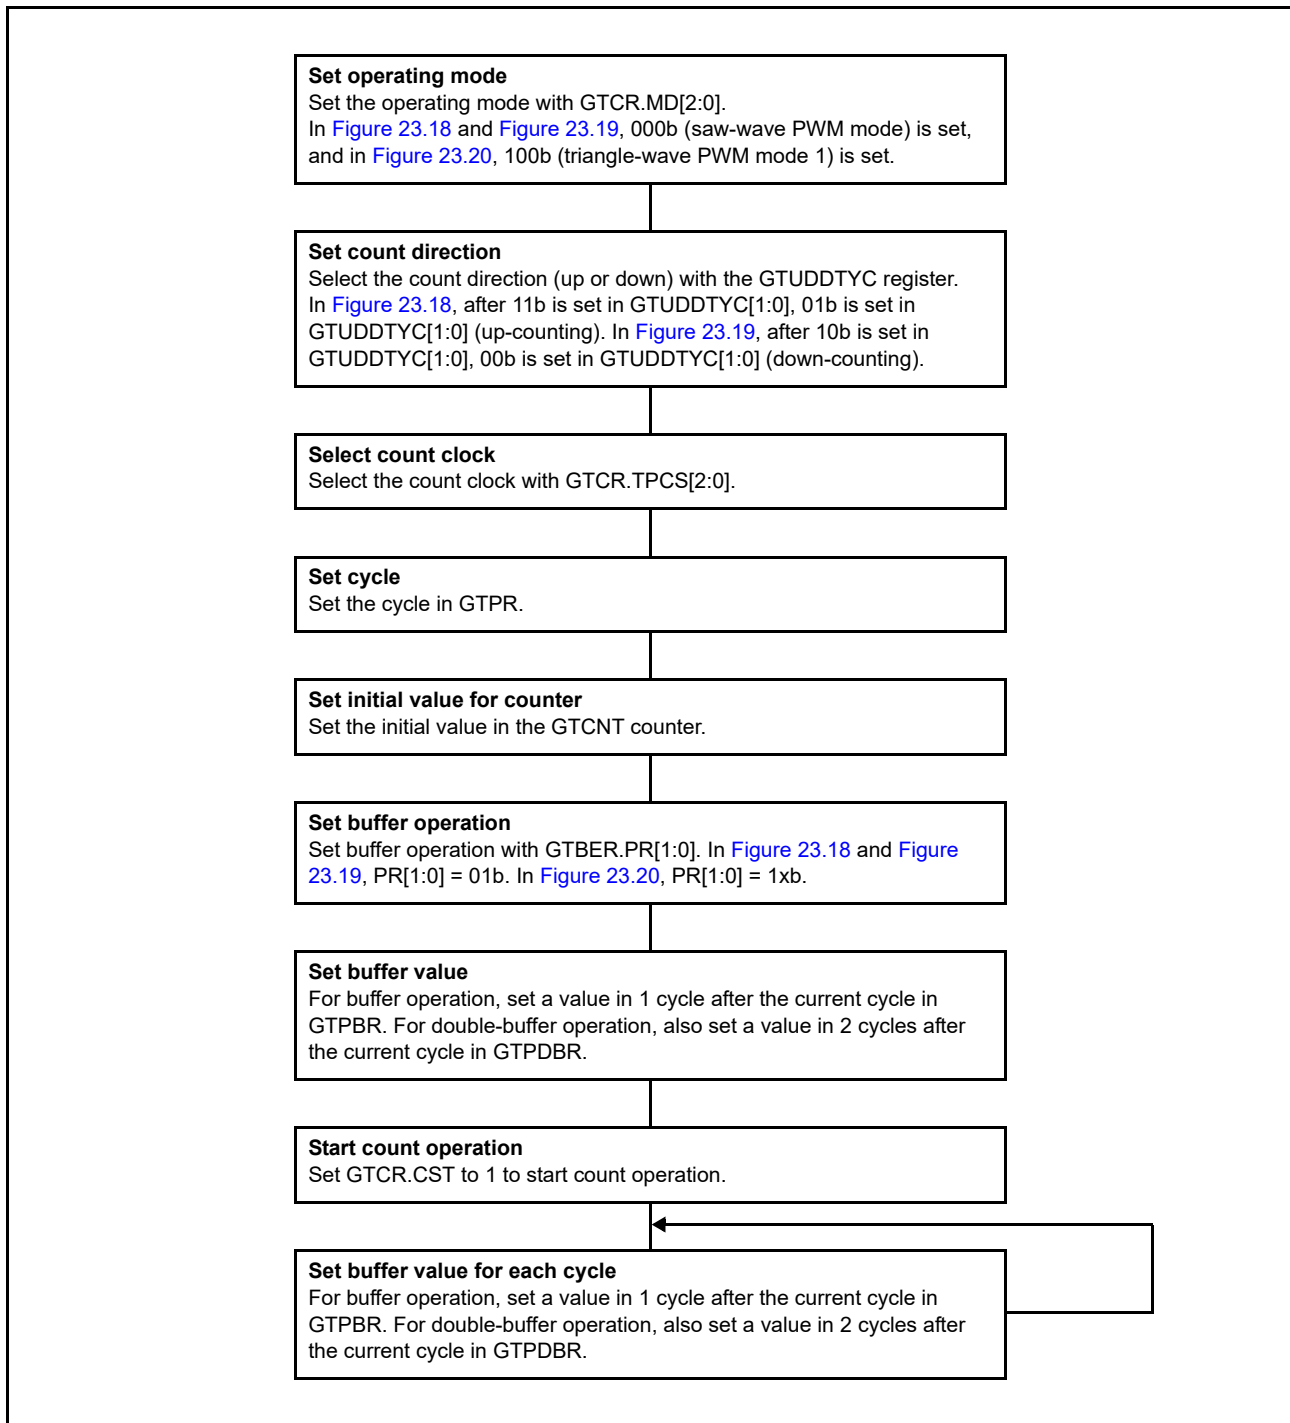 Set operating mode
Set the operating mode with GTCR.MD[2:0].
In Figure 23.18 and Figure 23.19, 000b (saw-wave PWM mode) is set,
and in Figure 23.20, 100b (triangle-wave PWM mode 1) is set.
Set count direction
Select the count direction (up or down) with the GTUDDTYC register.
In Figure 23.18, after 11b is set in GTUDDTYC[1:0], 01b is set in
GTUDDTYC[1:0] (up-counting). In Figure 23.19, after 10b is set in
GTUDDTYC[1:0], 00b is set in GTUDDTYC[1:0] (down-counting).
Select count clock
Select the count clock with GTCR.TPCS[2:0].
Set cycle
Set the cycle in GTPR.
Set initial value for counter
Set the initial value in the GTCNT counter.
Set buffer operation
Set buffer operation with GTBER.PR[1:0]. In Figure 23.18 and Figure
23.19, PR[1:0] = 01b. In Figure 23.20, PR[1:0] = 1xb.
Set buffer value
For buffer operation, set a value in 1 cycle after the current cycle in
GTPBR. For double-buffer operation, also set a value in 2 cycles after
the current cycle in GTPDBR.
Start count operation
Set GTCR.CST to 1 to start count operation.
Set buffer value for each cycle
For buffer operation, set a value in 1 cycle after the current cycle in
GTPBR. For double-buffer operation, also set a value in 2 cycles after
the current cycle in GTPDBR.